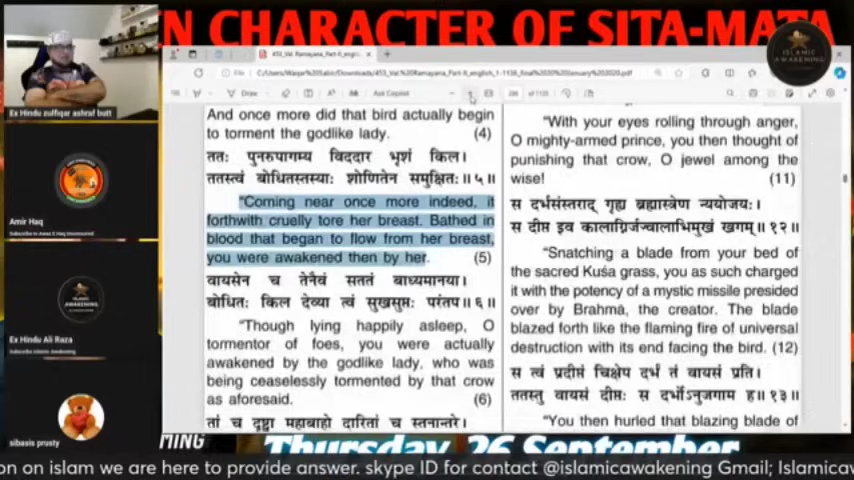 N CHARACTER OF SITA-MATA
ISLAMIC
AWAKENING
Ask Copilot
Ex Hindu zulfiqar ashraf butt
Amir Haq
Ex Hindu Ali Raza
Subscribe Islamic Awakening
sibasis prusty
And once more did that bird actually begin
to torment the godlike lady. (4)
ततः पुनरुपागम्य विददार भृशं किल।
ततस्त्वं बोधितस्तस्याः शोणितेन समुक्षितः॥५॥
"Coming near once more indeed, it
forthwith cruelly tore her breast. Bathed in
blood that began to flow from her breast,
you were awakened then by her. (5)
वायसेन च तेनैवं सततं बाध्यमानया।
बोधितः किल देव्या त्वं सुखसुप्तः परंतप॥६॥
"Though lying happily asleep, O
tormentor of foes, you were actually
awakened by the godlike lady, who was
being ceaselessly tormented by that crow
as aforesaid. (6)
तां च दृष्ट्वा महाबाहो दारितां च स्तनान्तरे।
"With your eyes rolling through anger,
O mighty-armed prince, you then thought of
punishing that crow, O jewel among the
wise! (11)
स दर्भसंस्तराद् गृह्य ब्रह्मास्त्रेण न्ययोजयः।
स दीप्त इव कालाग्निर्जज्वालाभिमुखं खगम्॥१२॥
"Snatching a blade from your bed of
the sacred Kuśa grass, you as such charged
it with the potency of a mystic missile presided
over by Brahmā, the creator. The blade
blazed forth like the flaming fire of universal
destruction with its end facing the bird. (12)
स त्वं प्रदीप्तं चिक्षेप दर्भं तं वायसं प्रति।
ततस्तु वायसं दीप्तः स दर्भोऽनुजगाम ह॥१३॥
"You then hurled that blazing blade of
MING
Thursday 26 September
on on islam we are here to provide answer. skype ID for contact @islamicawakening Gmail; Islamicav